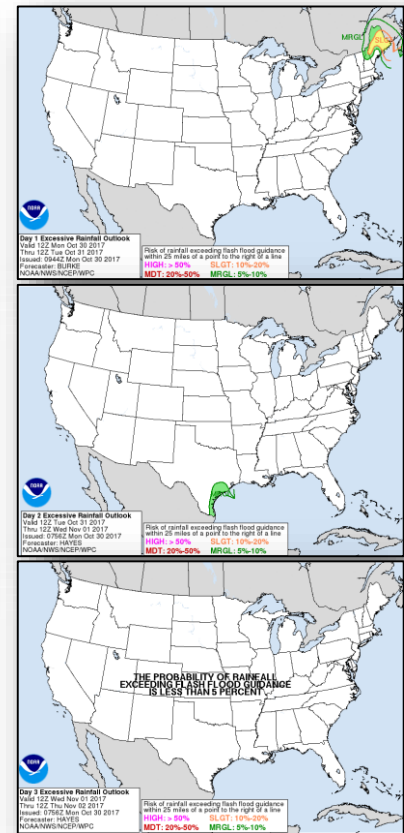 MRGL
SLGT
noaa
Day 1 Excessive Rainfall Outlook
Valid 12Z Mon Oct 30 2017
Thru 12Z Tue Oct 31 2017
Issued: 0944Z Mon Oct 30 2017
Forecaster: BURKE
NOAA/NWS/NCEP/WPC
Risk of rainfall exceeding flash flood guidance
within 25 miles of a point to the right of a line
HIGH: > 50% SLGT: 10%-20%
MDT: 20%-50% MRGL: 5%-10%
noaa
Day 2 Excessive Rainfall Outlook
Valid 12Z Tue Oct 31 2017
Thru 12Z Wed Nov 01 2017
Issued: 0756Z Mon Oct 30 2017
Forecaster: HAYES
NOAA/NWS/NCEP/WPC
Risk of rainfall exceeding flash flood guidance
within 25 miles of a point to the right of a line
HIGH: > 50% SLGT: 10%-20%
MDT: 20%-50% MRGL: 5%-10%
THE PROBABILITY OF RAINFALL
EXCEEDING FLASH FLOOD GUIDANCE
IS LESS THAN 5 PERCENT
noaa
Day 3 Excessive Rainfall Outlook
Valid 12Z Wed Nov 01 2017
Thru 12Z Thu Nov 02 2017
Issued: 0756Z Mon Oct 30 2017
Forecaster: HAYES
NOAA/NWS/NCEP/WPC
Risk of rainfall exceeding flash flood guidance
within 25 miles of a point to the right of a line
HIGH: > 50% SLGT: 10%-20%
MDT: 20%-50% MRGL: 5%-10%